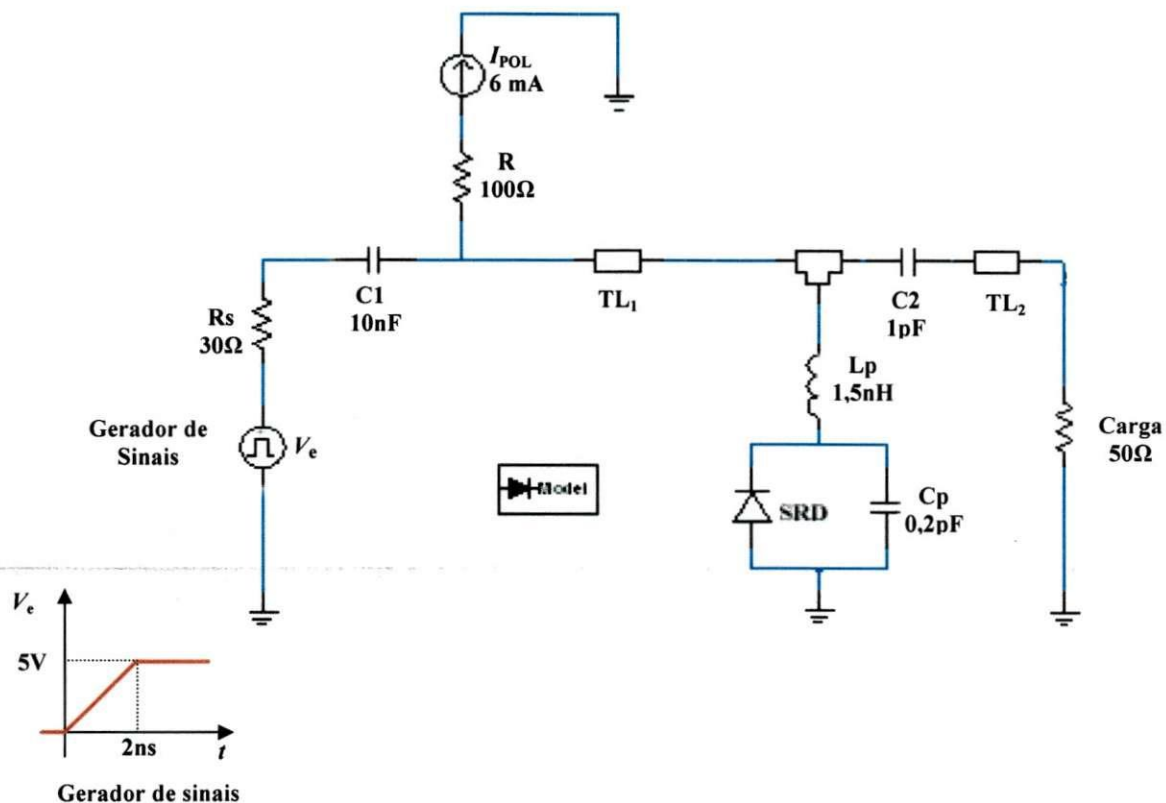 I_POL
6 mA
R
100Ω
C1
10nF
TL₁
C2
1pF
TL₂
Rs
30Ω
Lp
1,5nH
Gerador de
Sinais
V_e
Model
SRD
Cp
0,2pF
Carga
50Ω
V_e
5V
2ns
t
Gerador de sinais